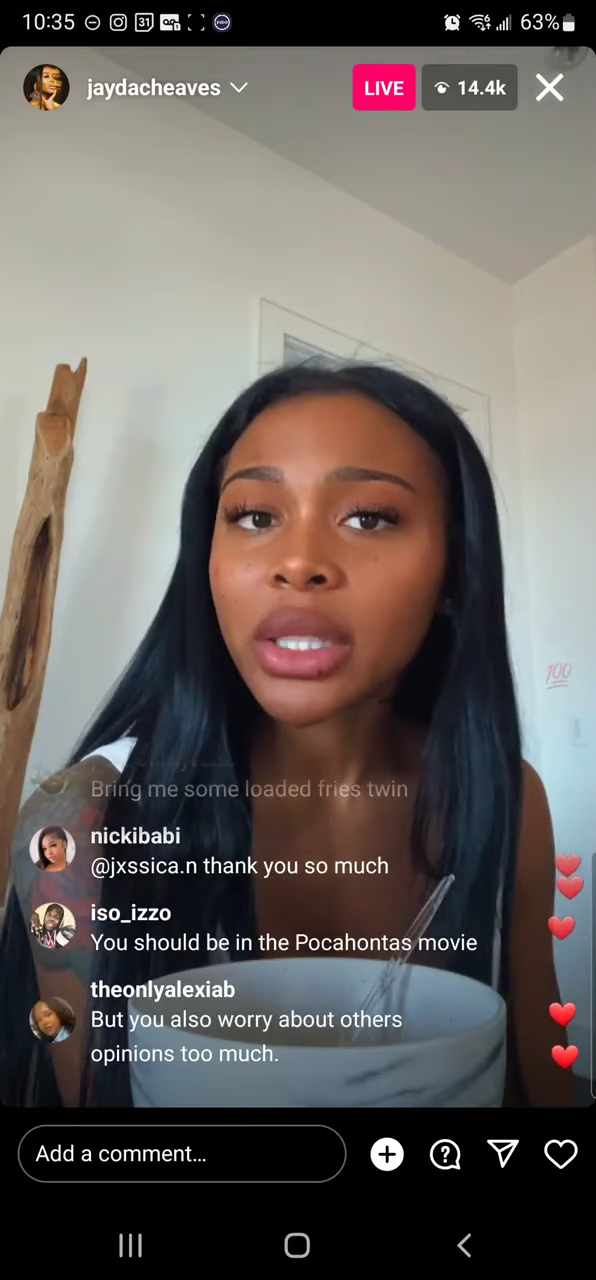 10:35
31
63%
jaydacheaves
LIVE
14.4k
100
Bring me some loaded fries twin
nickibabi
@jxssica.n thank you so much
iso_izzo
You should be in the Pocahontas movie
theonlyalexiab
But you also worry about others
opinions too much.
Add a comment...